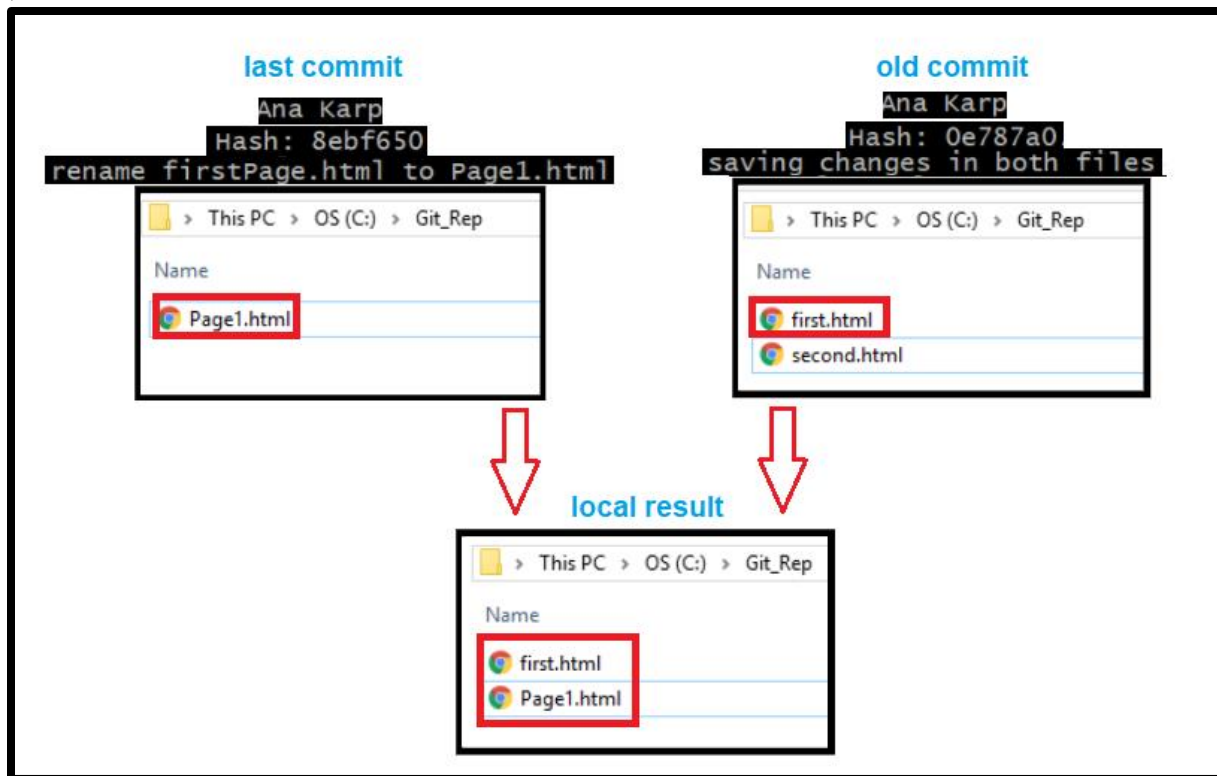 last commit
Ana Karp
Hash: 8ebf650
rename firstPage.html to Page1.html
This PC > OS (C:) > Git_Rep
Name
Page1.html
old commit
Ana Karp
Hash: 0e787a0
saving changes in both files
This PC > OS (C:) > Git_Rep
Name
first.html
second.html
local result
This PC > OS (C:) > Git_Rep
Name
first.html
Page1.html